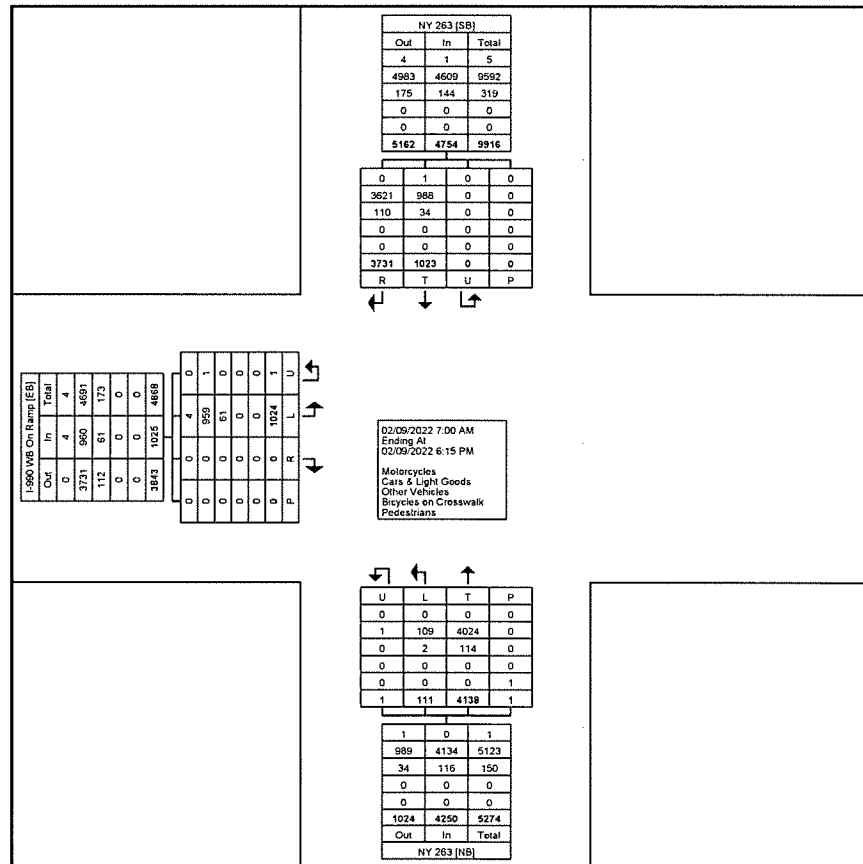 NY 263 [SB]
Out In Total
4 1 5
4983 4609 9592
175 144 319
0 0 0
0 0 0
5162 4754 9916
0 1 0 0
3621 988 0 0
110 34 0 0
0 0 0 0
0 0 0 0
3731 1023 0 0
R T U P
I-990 WB On Ramp [EB]
Out In Total
0 4 4
3731 960 4691
112 61 173
0 0 0
0 0 0
3843 1025 4868
0 4 0 0
1 959 0 0
0 61 0 0
0 0 0 0
0 0 0 0
1 1024 0 0
U L R P
02/09/2022 7:00 AM
Ending At
02/09/2022 6:15 PM
Motorcycles
Cars & Light Goods
Other Vehicles
Bicycles on Crosswalk
Pedestrians
U L T P
0 0 0 0
1 109 4024 0
0 2 114 0
0 0 0 0
0 0 0 1
1 111 4138 1
1 0 1
989 4134 5123
34 116 150
0 0 0
0 0 0
1024 4250 5274
Out In Total
NY 263 [NB]